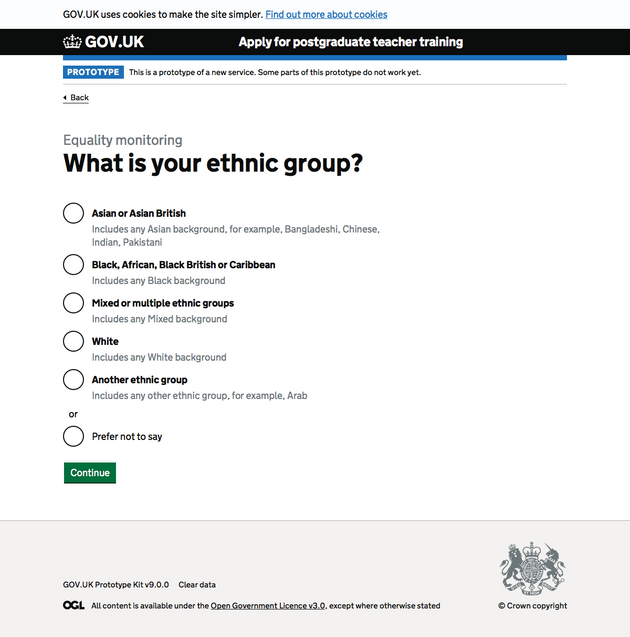 GOV.UK uses cookies to make the site simpler. Find out more about cookies
GOV.UK Apply for postgraduate teacher training
PROTOTYPE This is a prototype of a new service. Some parts of this prototype do not work yet.
Back
Equality monitoring
What is your ethnic group?
Asian or Asian British
Includes any Asian background, for example, Bangladeshi, Chinese,
Indian, Pakistani
Black, African, Black British or Caribbean
Includes any Black background
Mixed or multiple ethnic groups
Includes any Mixed background
White
Includes any White background
Another ethnic group
Includes any other ethnic group, for example, Arab
or
Prefer not to say
Continue
GOV.UK Prototype Kit v9.0.0 Clear data
OGL All content is available under the Open Government Licence v3.0, except where otherwise stated
© Crown copyright